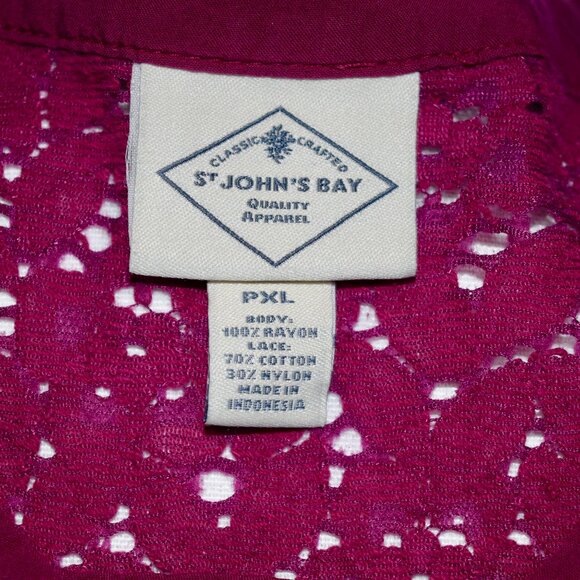 CLASSIC CRAFTED
ST JOHN'S BAY
QUALITY
APPAREL
PXL
BODY:
100% RAYON
LACE:
70% COTTON
30% NYLON
MADE IN
INDONESIA